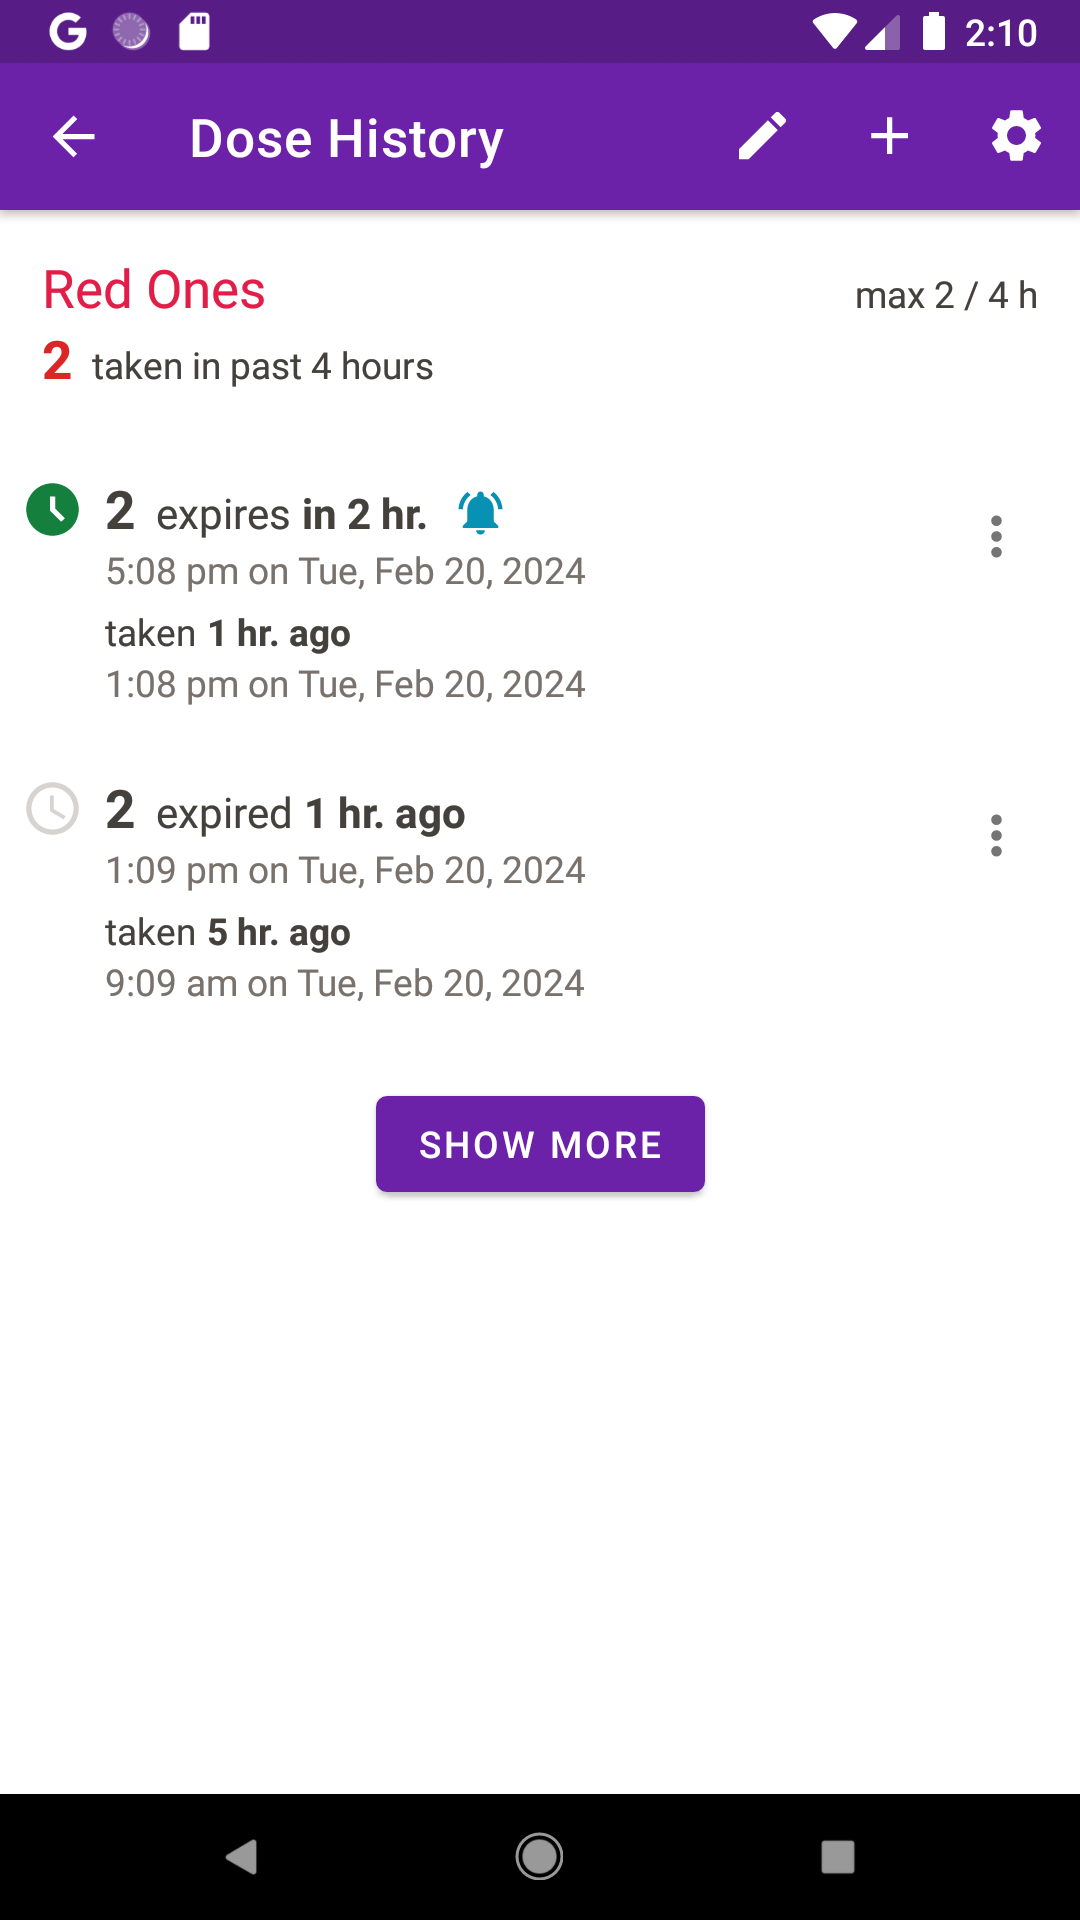 2:10
Dose History
Red Ones
max 2 / 4 h
2 taken in past 4 hours
2 expires in 2 hr.
5:08 pm on Tue, Feb 20, 2024
taken 1 hr. ago
1:08 pm on Tue, Feb 20, 2024
2 expired 1 hr. ago
1:09 pm on Tue, Feb 20, 2024
taken 5 hr. ago
9:09 am on Tue, Feb 20, 2024
SHOW MORE